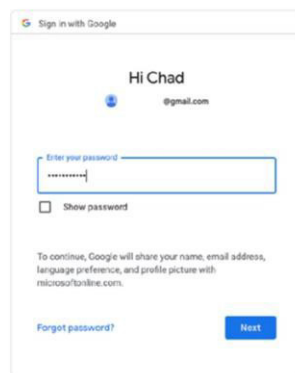 G Sign in with Google
Hi Chad
@gmail.com
Enter your password
Show password
To continue, Google will share your name, email address,
language preference, and profile picture with
microsoftonline.com.
Forgot password?
Next